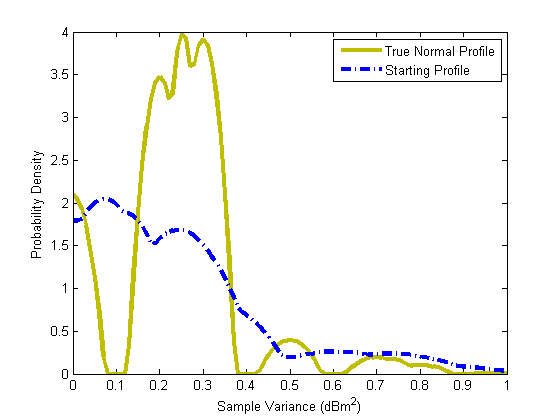 True Normal Profile
Starting Profile
4
3.5
3
2.5
2
1.5
1
0.5
0
Probability Density
0 0.1 0.2 0.3 0.4 0.5 0.6 0.7 0.8 0.9 1
Sample Variance (dBm²)